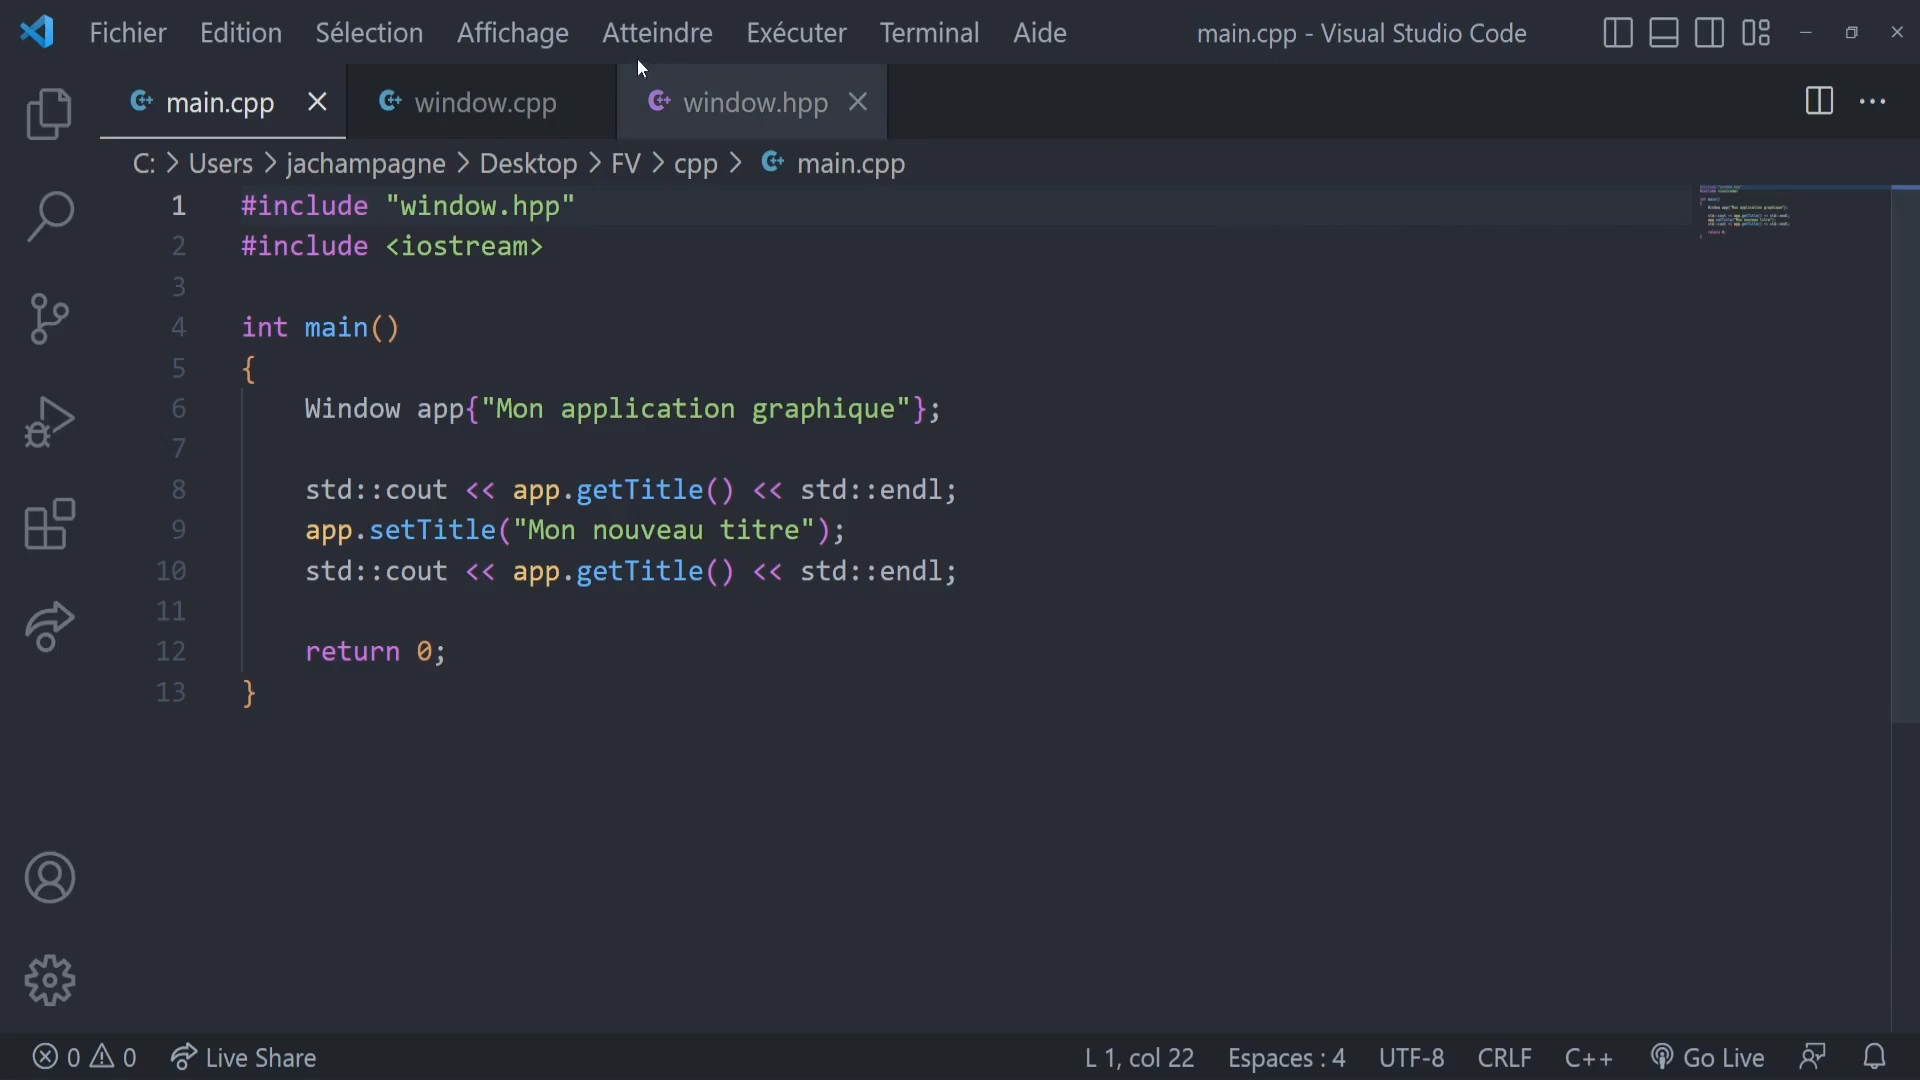 Fichier Edition Sélection Affichage Atteindre Exécuter Terminal Aide main.cpp - Visual Studio Code
main.cpp window.cpp window.hpp
C: > Users > jachampagne > Desktop > FV > cpp > main.cpp
1 #include "window.hpp"
2 #include <iostream>
3
4 int main()
5 {
6 Window app{"Mon application graphique"};
7
8 std::cout << app.getTitle() << std::endl;
9 app.setTitle("Mon nouveau titre");
10 std::cout << app.getTitle() << std::endl;
11
12 return 0;
13 }
0 0 Live Share L 1, col 22 Espaces : 4 UTF-8 CRLF C++ Go Live